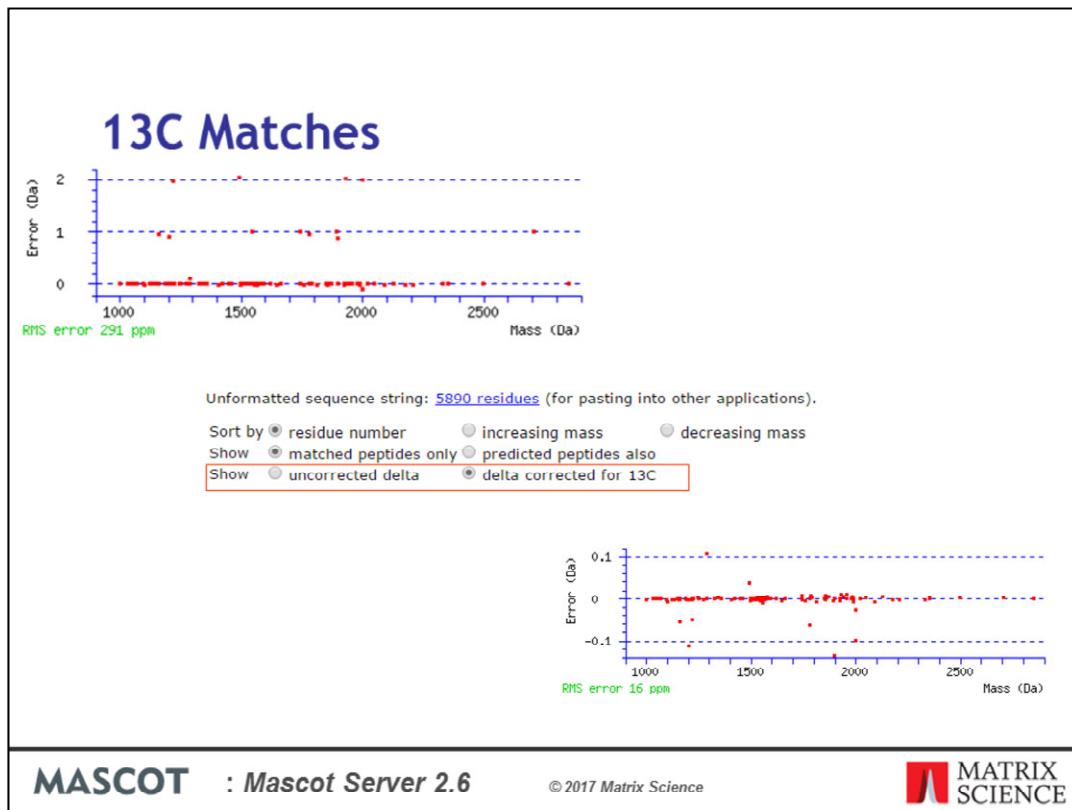 13C Matches
Error (Da)
2
1
0
1000 1500 2000 2500
RMS error 291 ppm Mass (Da)
Unformatted sequence string: 5890 residues (for pasting into other applications).
Sort by residue number increasing mass decreasing mass
Show matched peptides only predicted peptides also
Show uncorrected delta delta corrected for 13C
Error (Da)
0.1
0
-0.1
1000 1500 2000 2500
RMS error 16 ppm Mass (Da)
MASCOT : Mascot Server 2.6 © 2017 Matrix Science MATRIX
SCIENCE